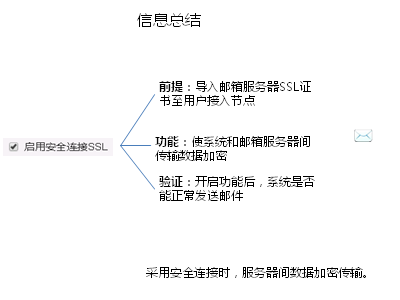 信息总结
前提：导入邮箱服务器SSL证
书至用户接入节点
启用安全连接SSL
功能：使系统和邮箱服务器间
传输数据加密
验证：开启功能后，系统是否
能正常发送邮件
采用安全连接时，服务器间数据加密传输。